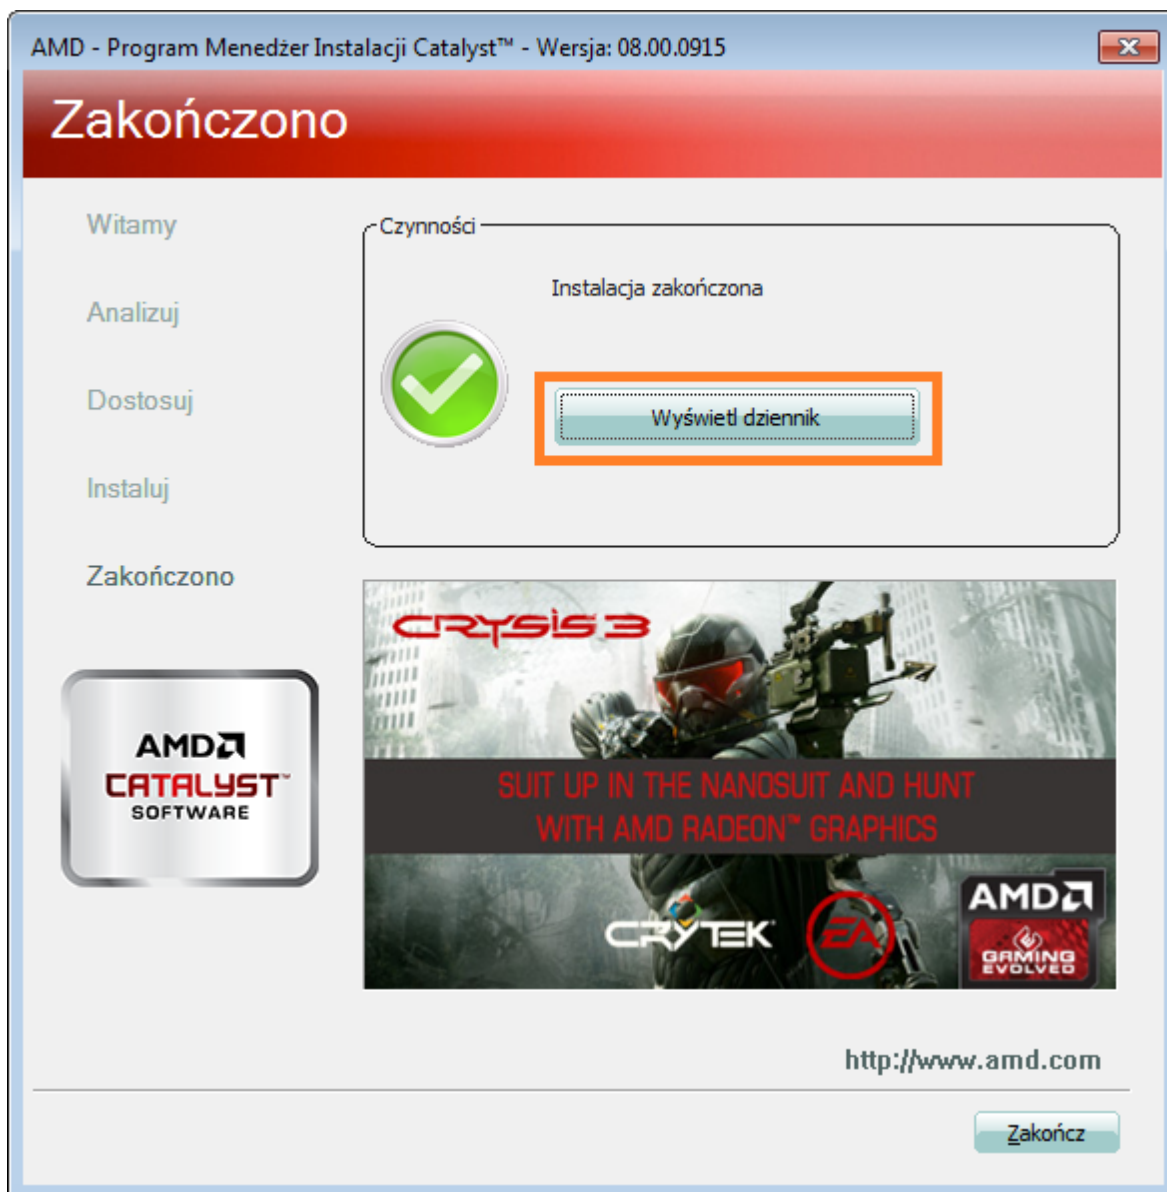 AMD - Program Menedżer Instalacji Catalyst™ - Wersja: 08.00.0915
Zakończono
Witamy
Analizuj
Dostosuj
Instaluj
Zakończono
Czynności
Instalacja zakończona
Wyświetl dziennik
AMD
CATALYST™
SOFTWARE
CRYSIS 3
SUIT UP IN THE NANOSUIT AND HUNT
WITH AMD RADEON™ GRAPHICS
CRYTEK
EA
AMD
GAMING
EVOLVED
http://www.amd.com
Zakończ